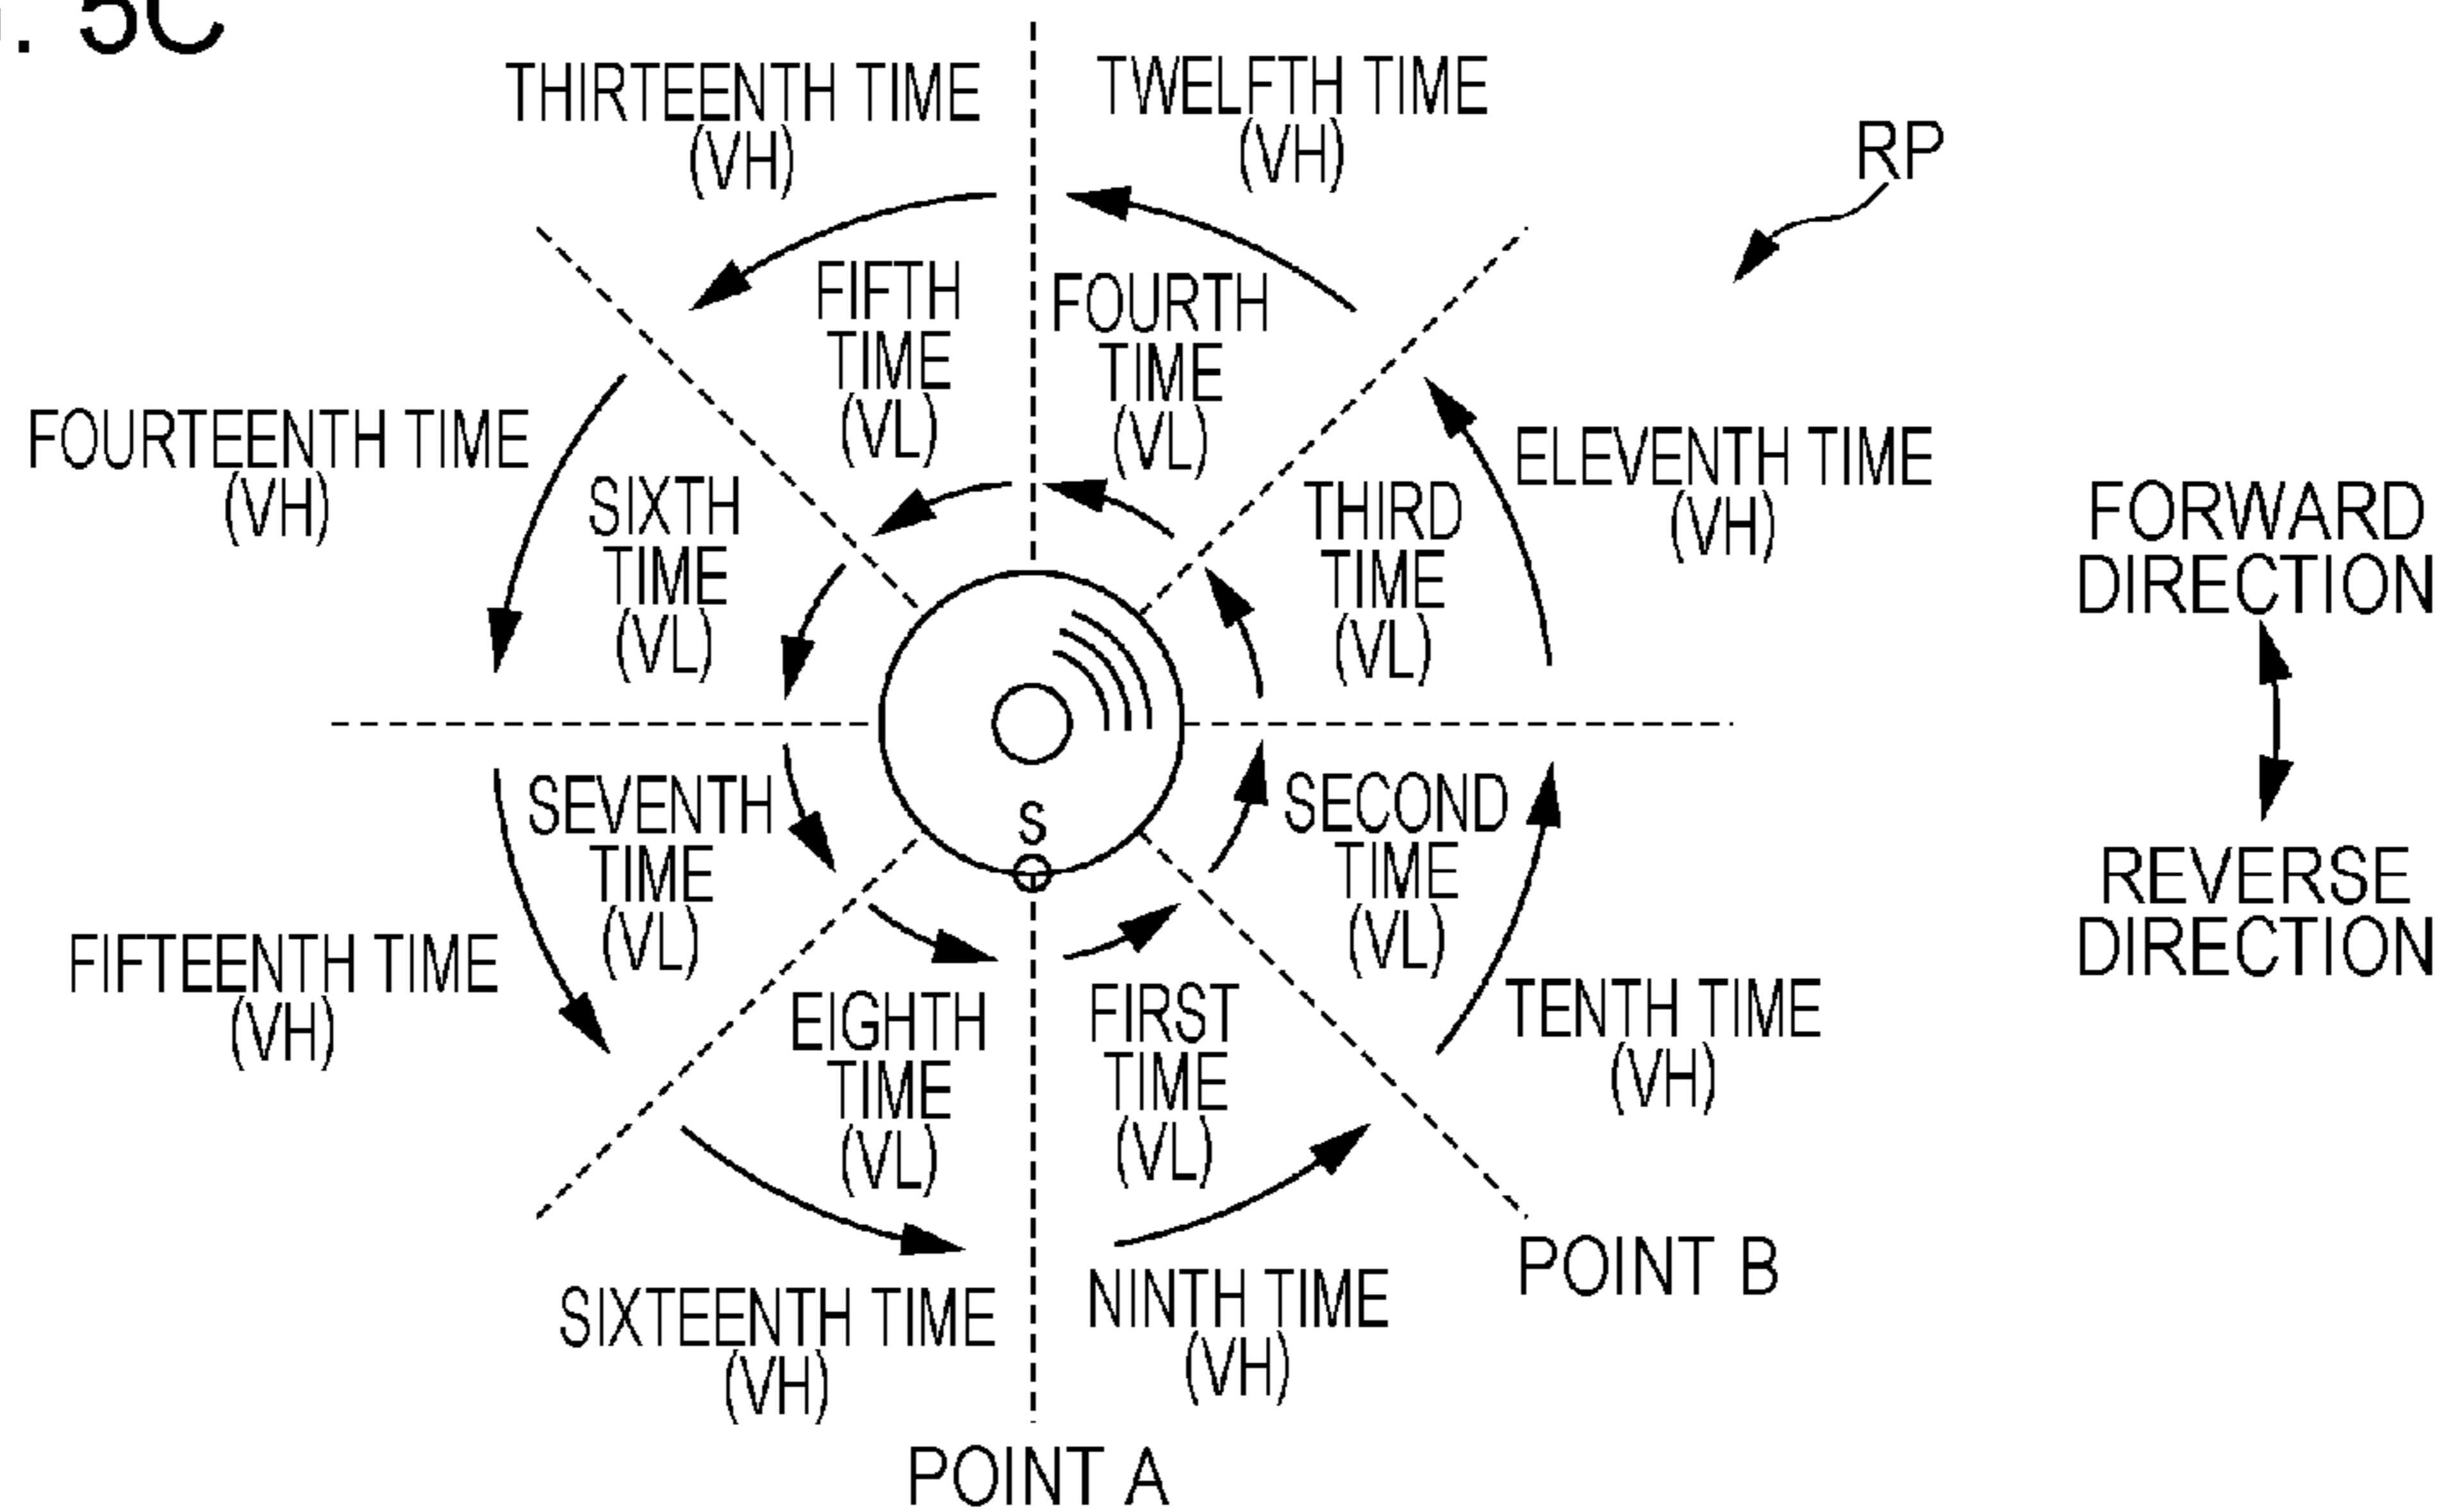 . 5C
THIRTEENTH TIME
(VH)
TWELFTH TIME
(VH)
RP
FIFTH
TIME
(VL)
FOURTH
TIME
(VL)
FOURTEENTH TIME
(VH)
SIXTH
TIME
(VL)
THIRD
TIME
(VL)
ELEVENTH TIME
(VH)
FORWARD
DIRECTION
S
SEVENTH
TIME
(VL)
SECOND
TIME
(VL)
REVERSE
DIRECTION
FIFTEENTH TIME
(VH)
EIGHTH
TIME
(VL)
FIRST
TIME
(VL)
TENTH TIME
(VH)
SIXTEENTH TIME
(VH)
NINTH TIME
(VH)
POINT B
POINT A